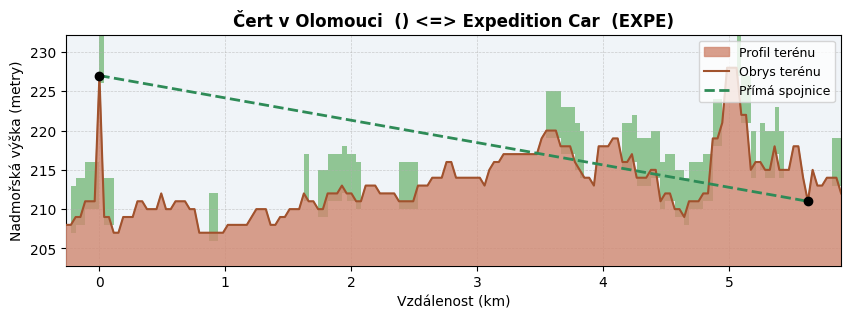 Čert v Olomouci  () <=> Expedition Car  (EXPE)
Profil terénu
Obrys terénu
Přímá spojnice
Nadmořská výška (metry)
230
225
220
215
210
205
0 1 2 3 4 5
Vzdálenost (km)